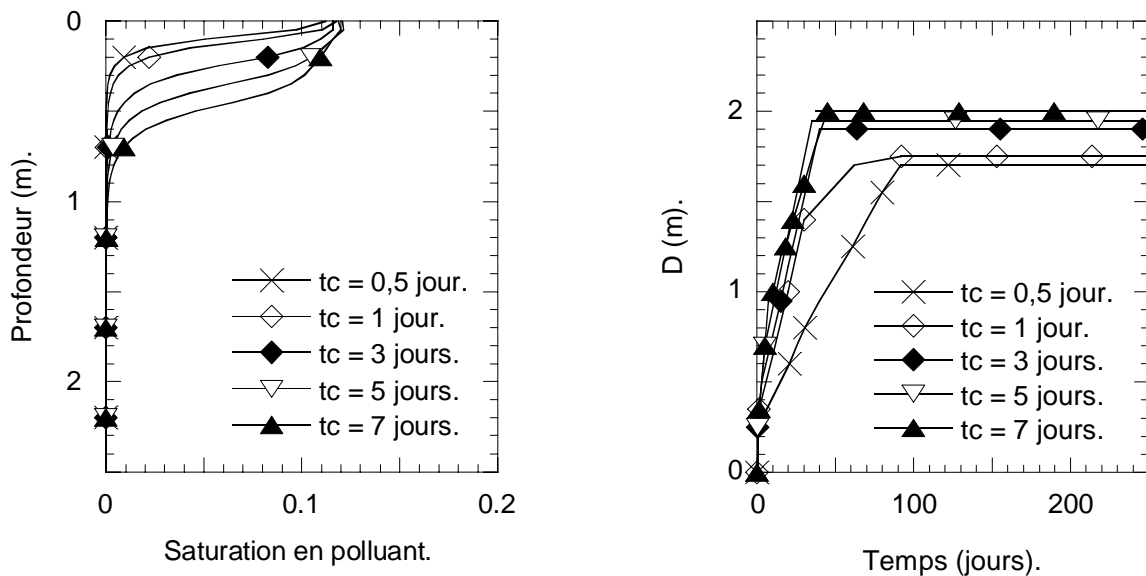 0
1
2
Profondeur (m).
0
0.1
0.2
Saturation en polluant.
tc = 0,5 jour.
tc = 1 jour.
tc = 3 jours.
tc = 5 jours.
tc = 7 jours.
2
1
0
D (m).
0
100
200
Temps (jours).
tc = 0,5 jour.
tc = 1 jour.
tc = 3 jours.
tc = 5 jours.
tc = 7 jours.